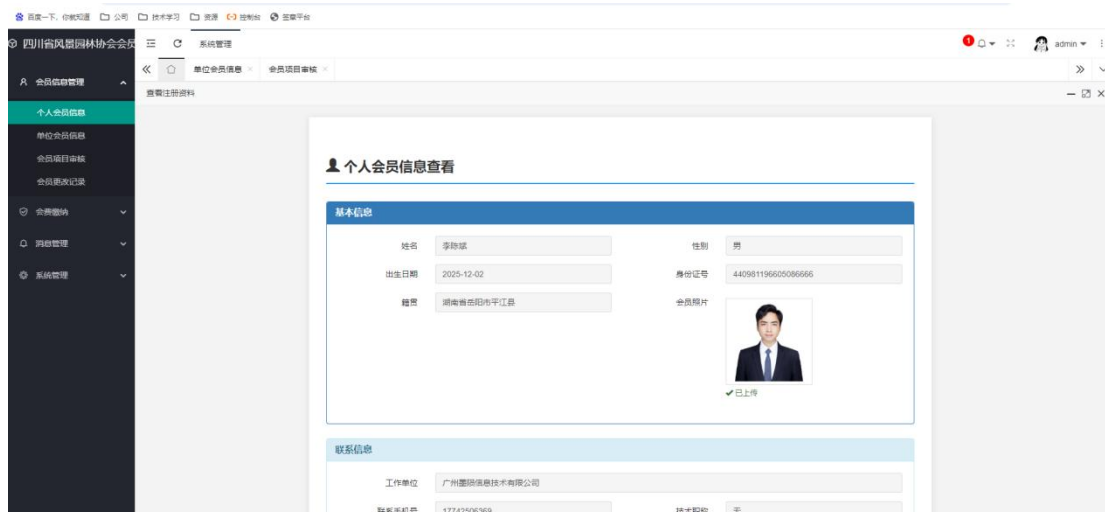 百度一下，你就知道 公司 技术学习 资源 控制台 签章平台
四川省风景园林协会会员 系统管理 1 admin
会员信息管理 单位会员信息 会员项目审核
查看注册资料
个人会员信息
单位会员信息
会员项目审核
会员更改记录
会费缴纳
消息管理
系统管理
个人会员信息查看
基本信息
姓名 李陈斌 性别 男
出生日期 2025-12-02 身份证号 440981196605086666
籍贯 湖南省岳阳市平江县 会员照片
已上传
联系信息
工作单位 广州墨陨信息技术有限公司
联系手机号 17742506369 技术职称 无